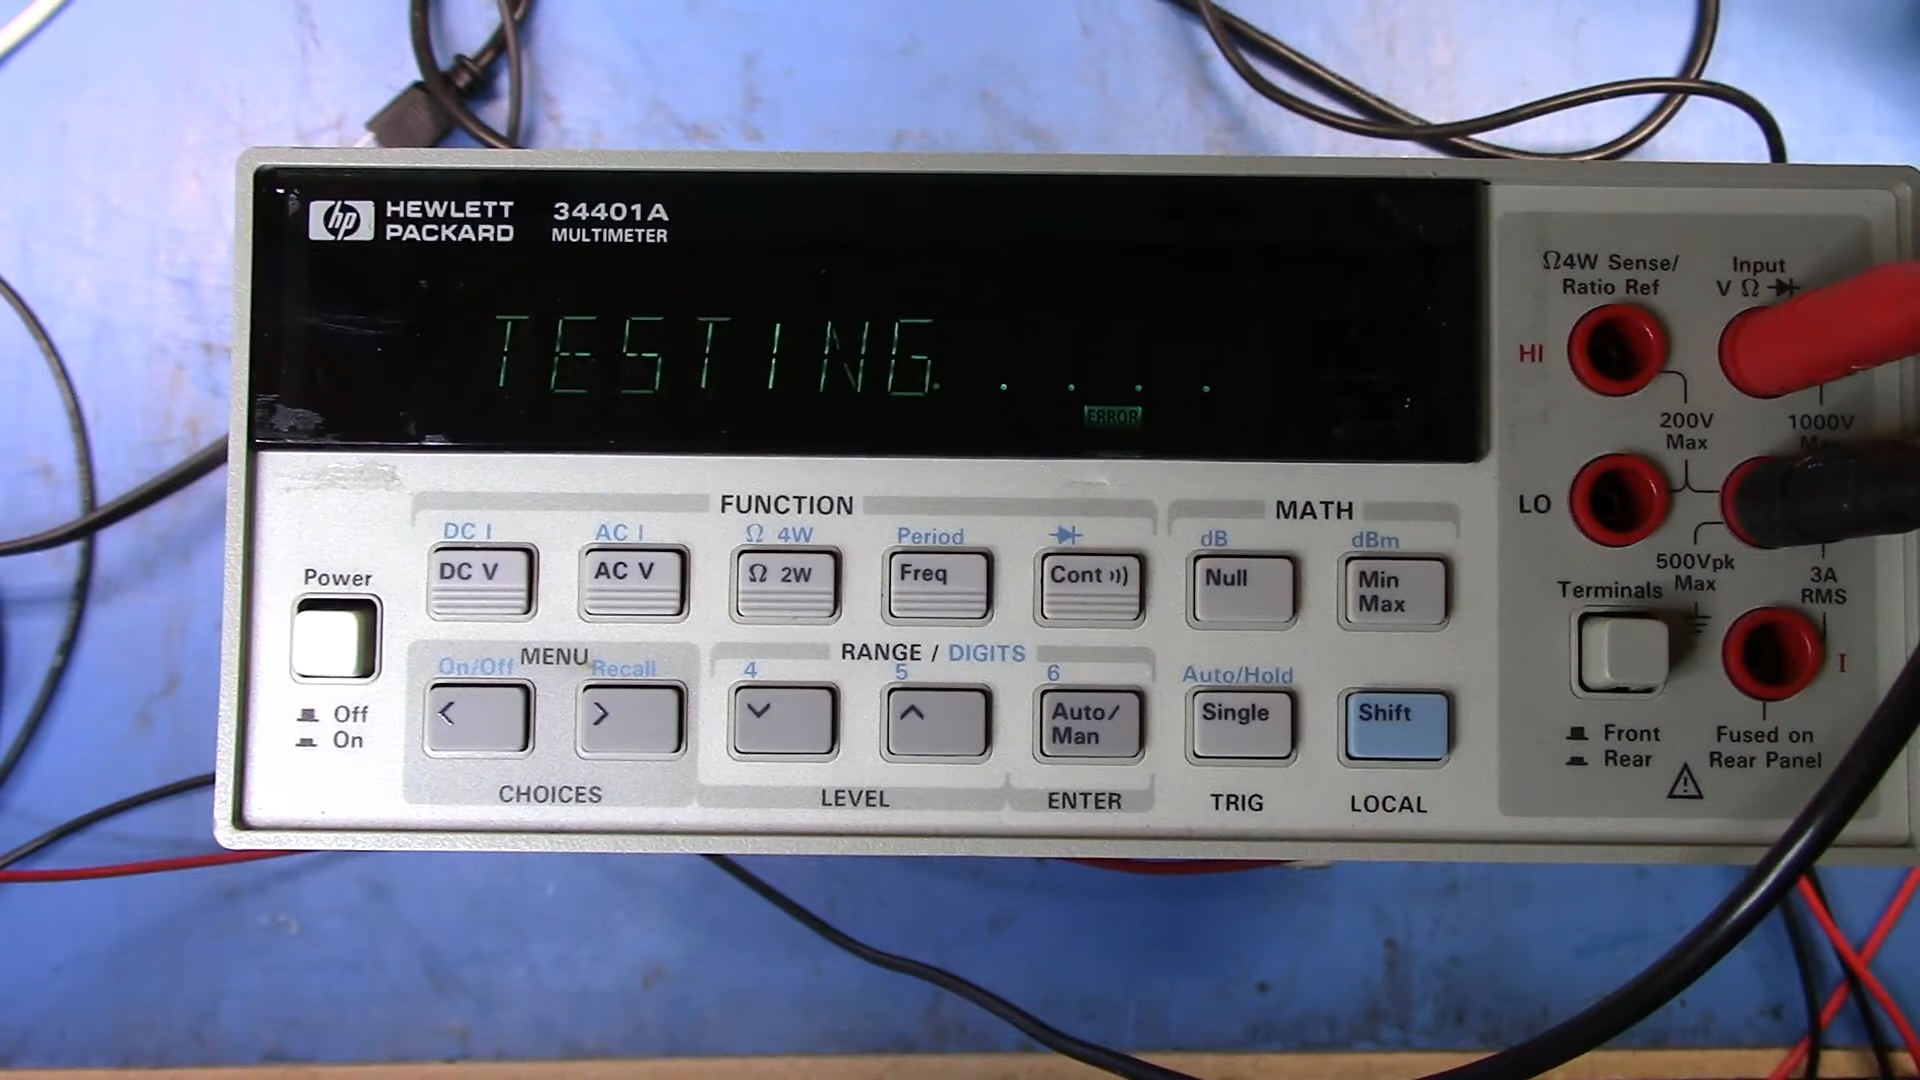 hp HEWLETT PACKARD 34401A MULTIMETER
TESTING. . . . .
ERROR
FUNCTION
MATH
DC I AC I Ω 4W Period dB dBm
DC V AC V Ω 2W Freq Cont Null Min Max
Power
Off
On
MENU
RANGE / DIGITS
On/Off Recall 4 5 6 Auto/Hold
< > Auto/ Man Single Shift
CHOICES LEVEL ENTER TRIG LOCAL
Ω4W Sense/ Ratio Ref
Input
V Ω
HI
200V Max
1000V Max
LO
500Vpk Max
3A RMS
Terminals
I
Front
Rear
Fused on Rear Panel